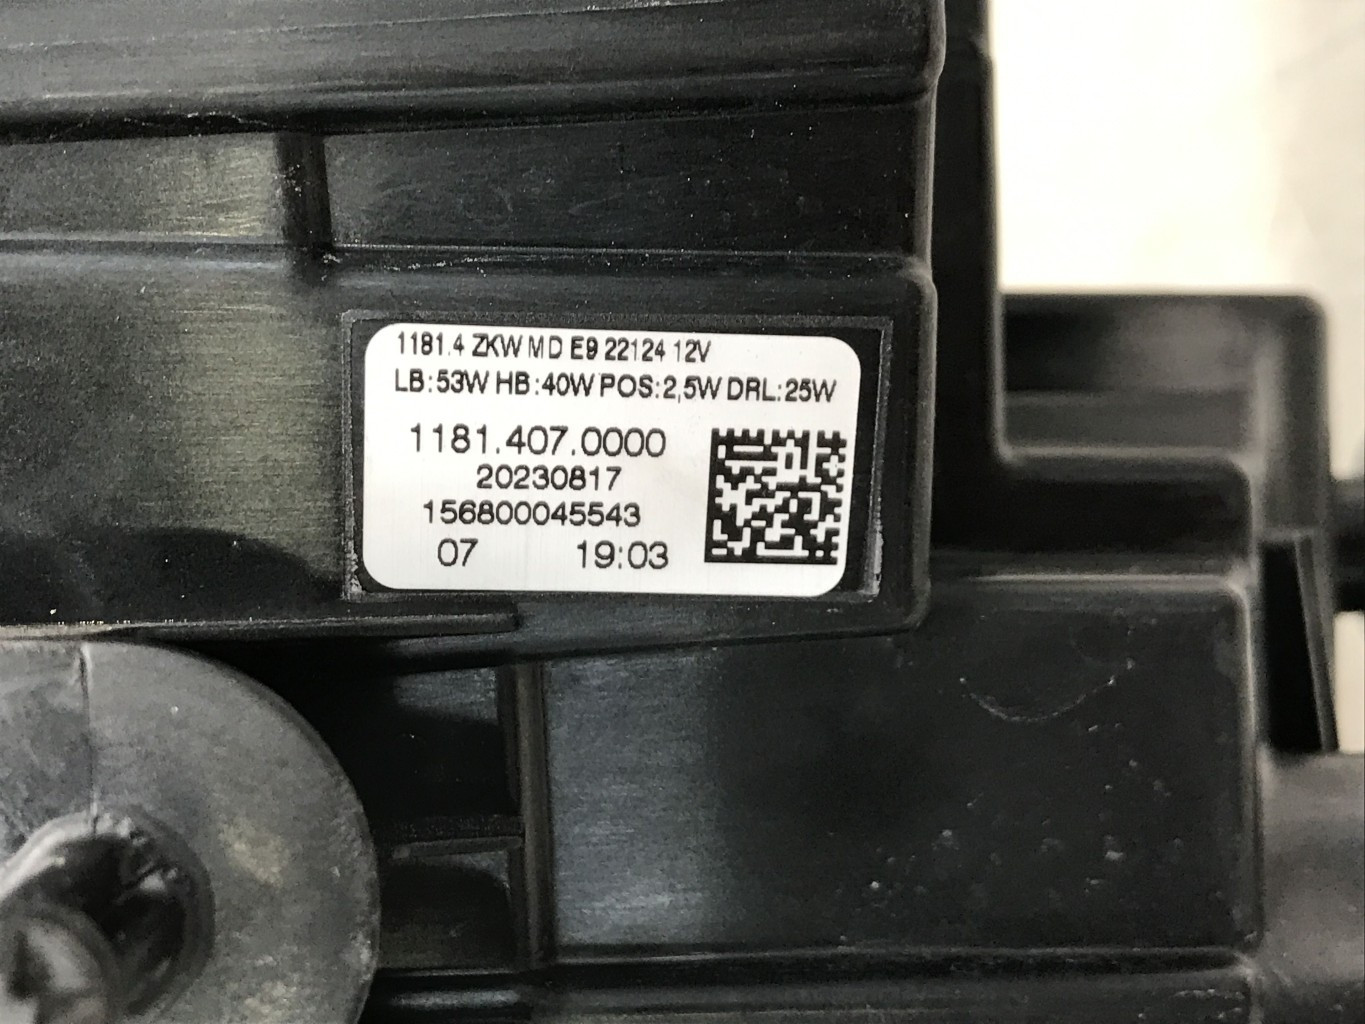 1181.4 ZKW MD E9 22124 12V
LB:53W HB:40W POS:2,5W DRL:25W
1181.407.0000
20230817
156800045543
07 19:03